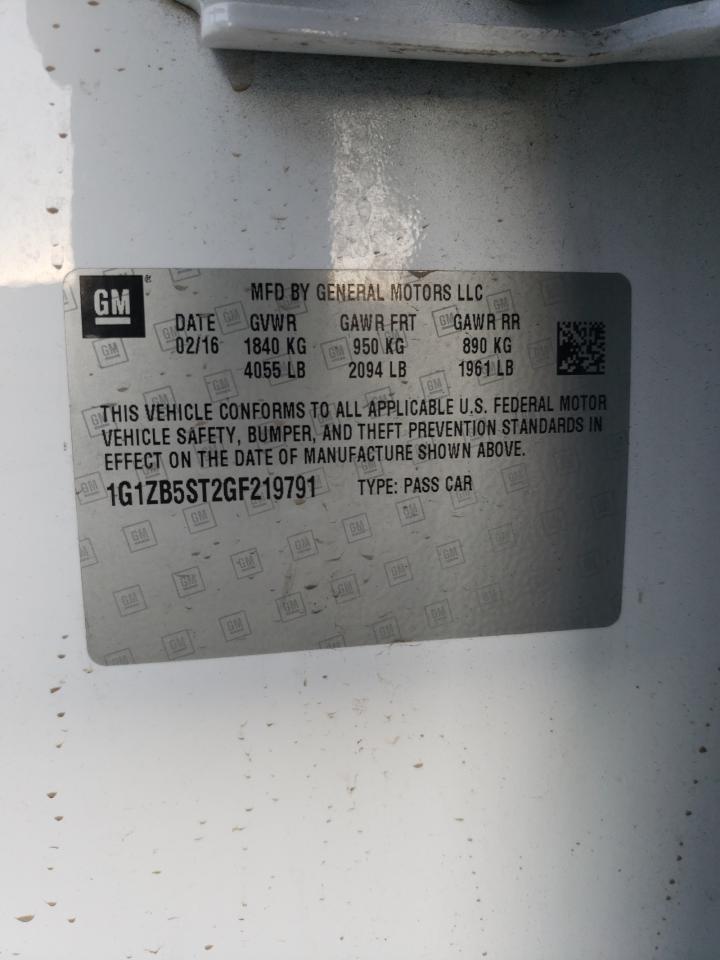 GM ® MFD BY GENERAL MOTORS LLC
DATE GVWR GAWR FRT GAWR RR
02/16 1840 KG 950 KG 890 KG
4055 LB 2094 LB 1961 LB
THIS VEHICLE CONFORMS TO ALL APPLICABLE U.S. FEDERAL MOTOR
VEHICLE SAFETY, BUMPER, AND THEFT PREVENTION STANDARDS IN
EFFECT ON THE DATE OF MANUFACTURE SHOWN ABOVE.
1G1ZB5ST2GF219791 TYPE: PASS CAR